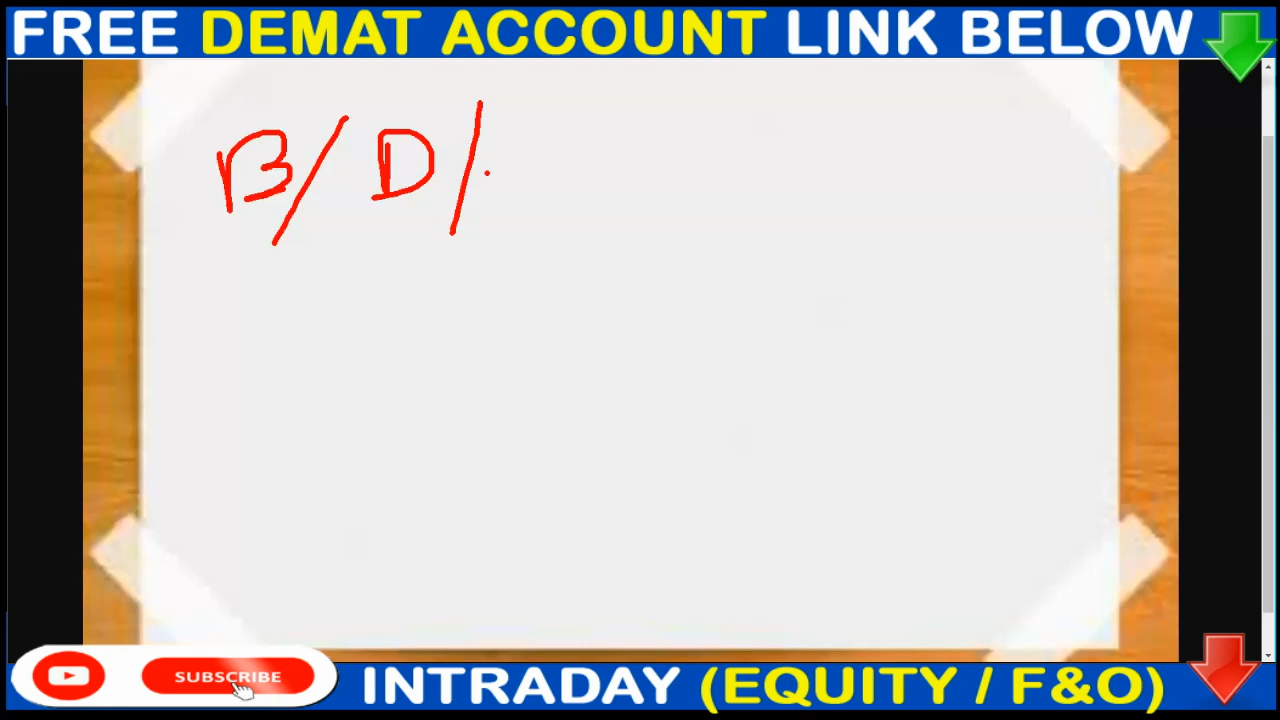 FREE DEMAT ACCOUNT LINK BELOW
B/D/
SUBSCRIBE
INTRADAY (EQUITY / F&O)